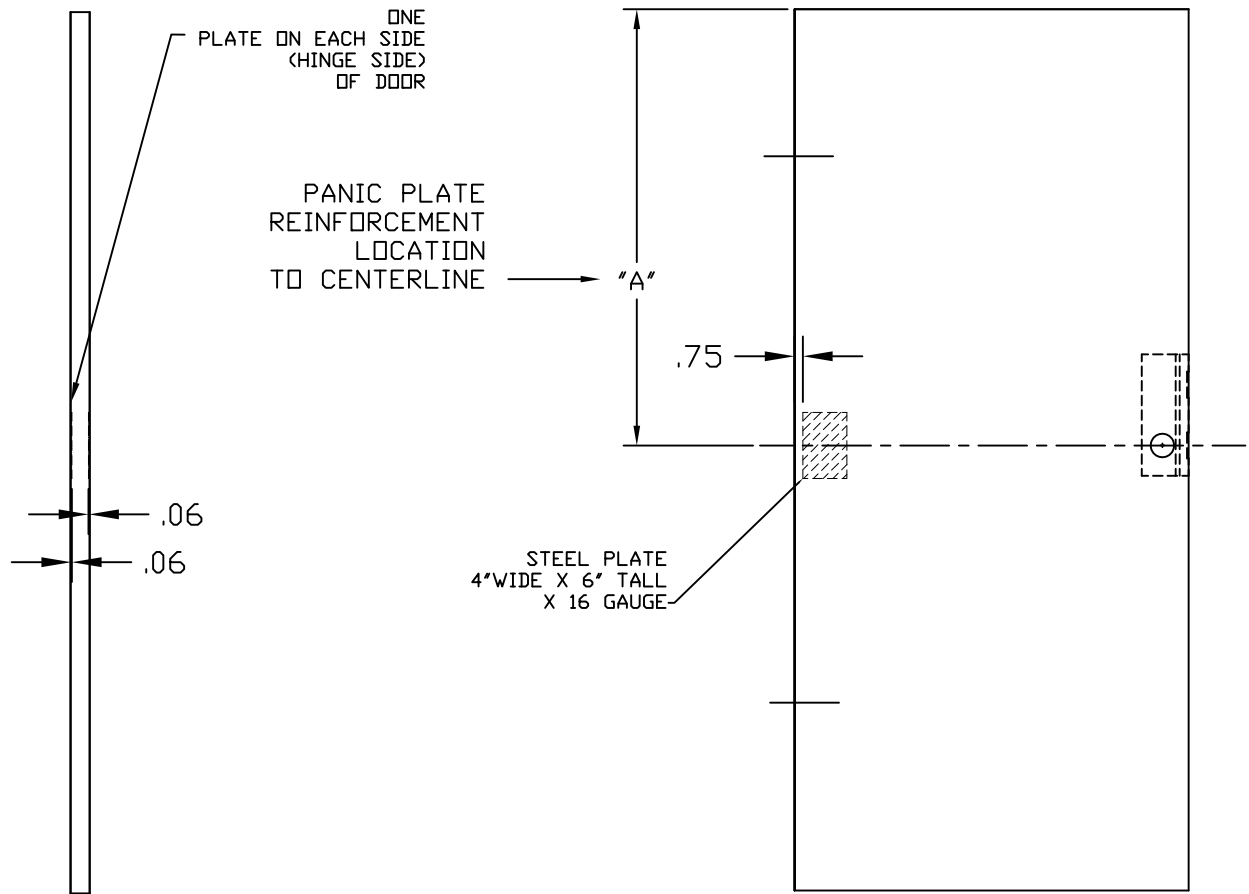 ONE
PLATE ON EACH SIDE
(HINGE SIDE)
OF DOOR
PANIC PLATE
REINFORCEMENT
LOCATION
TO CENTERLINE
"A"
.75
.06
.06
STEEL PLATE
4"WIDE X 6" TALL
X 16 GAUGE